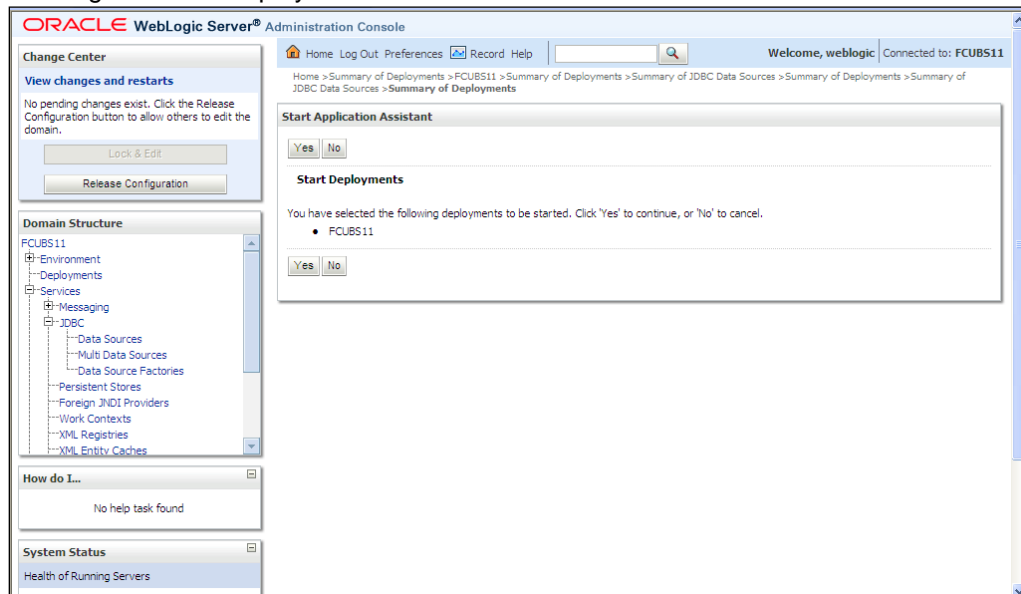 ORACLE WebLogic Server® Administration Console
Change Center
View changes and restarts
No pending changes exist. Click the Release
Configuration button to allow others to edit the
domain.
Lock & Edit
Release Configuration
Domain Structure
FCUBS11
Environment
Deployments
Services
Messaging
JDBC
Data Sources
Multi Data Sources
Data Source Factories
Persistent Stores
Foreign JNDI Providers
Work Contexts
XML Registries
XML Entity Caches
How do I...
No help task found
System Status
Health of Running Servers
Home Log Out Preferences Record Help
Welcome, weblogic Connected to: FCUBS11
Home >Summary of Deployments >FCUBS11 >Summary of Deployments >Summary of JDBC Data Sources >Summary of Deployments >Summary of
JDBC Data Sources >Summary of Deployments
Start Application Assistant
Yes No
Start Deployments
You have selected the following deployments to be started. Click 'Yes' to continue, or 'No' to cancel.
• FCUBS11
Yes No